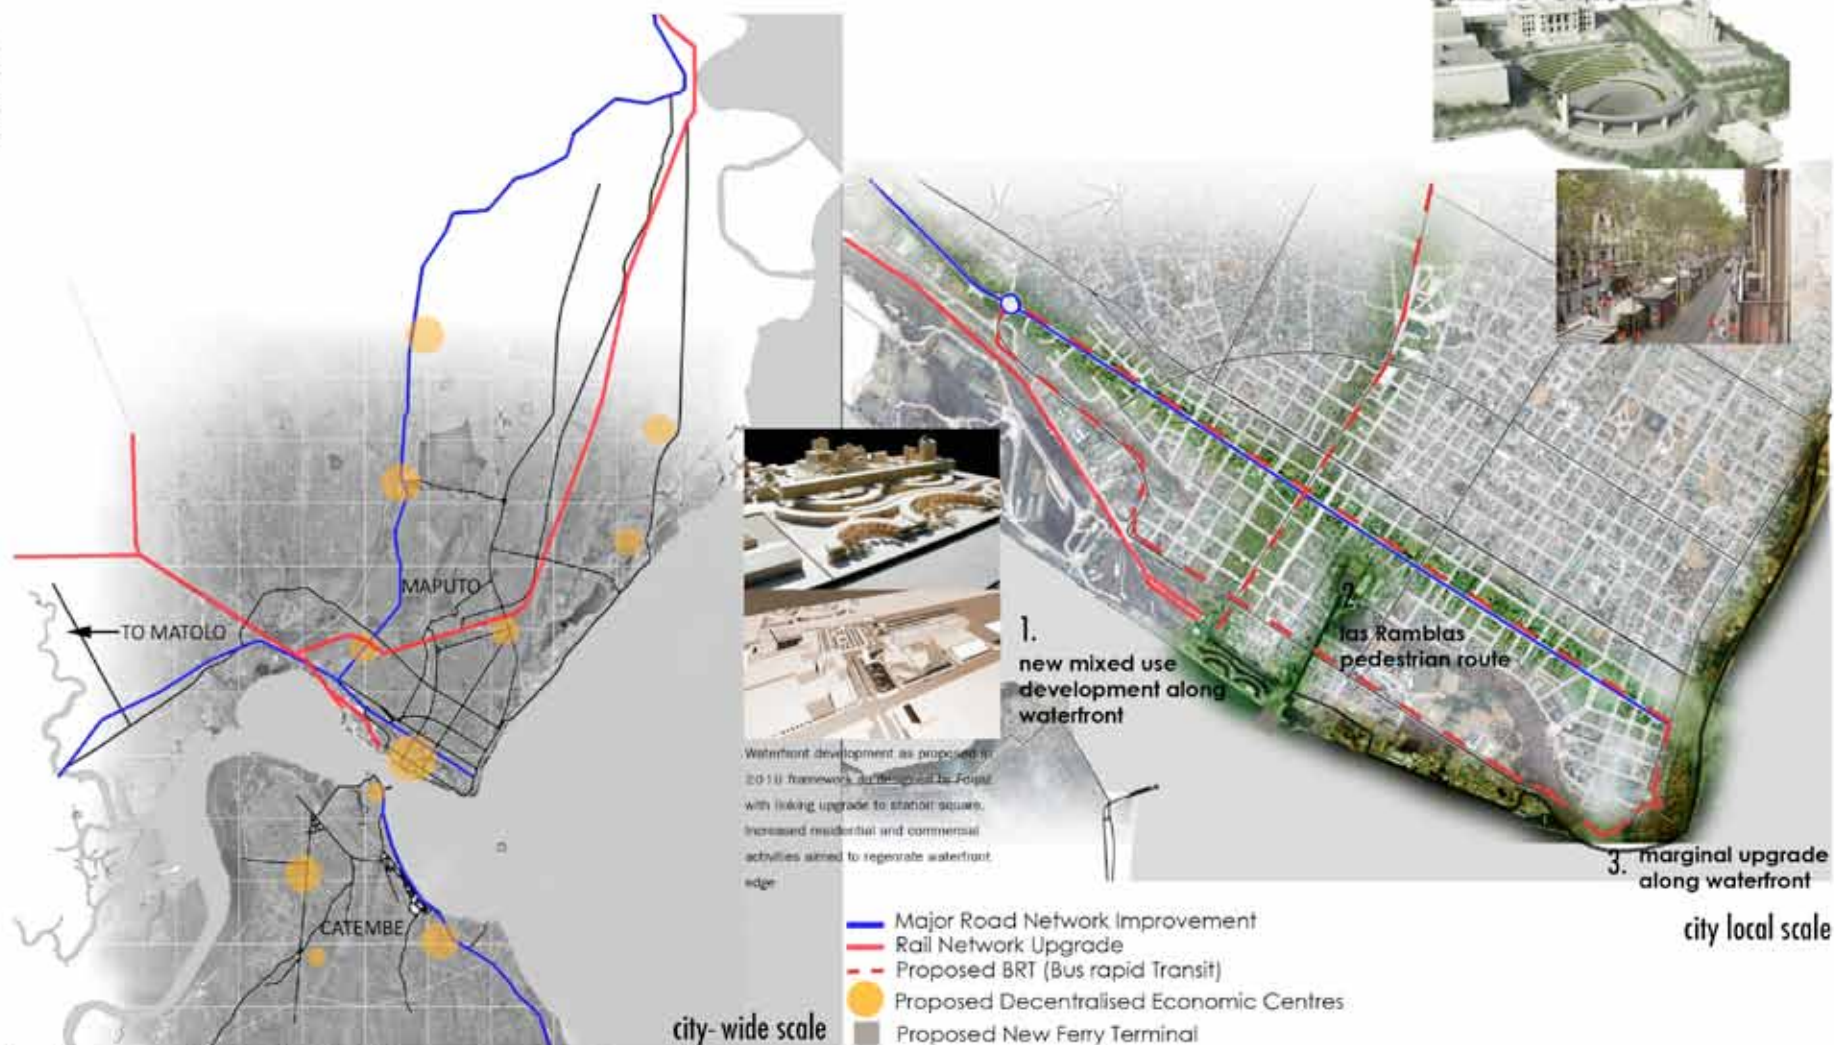 MAPUTO
TO MATOLO
CATEMBE
city- wide scale
Waterfront development as proposed in
2010 framework as designed by
with linking upgrade to station square.
Increased residential and commercial
activities aimed to regenrate waterfront
edge
1.
new mixed use
development along
waterfront
2.
las Ramblas
pedestrian route
3. marginal upgrade
along waterfront
city local scale
Major Road Network Improvement
Rail Network Upgrade
Proposed BRT (Bus rapid Transit)
Proposed Decentralised Economic Centres
Proposed New Ferry Terminal